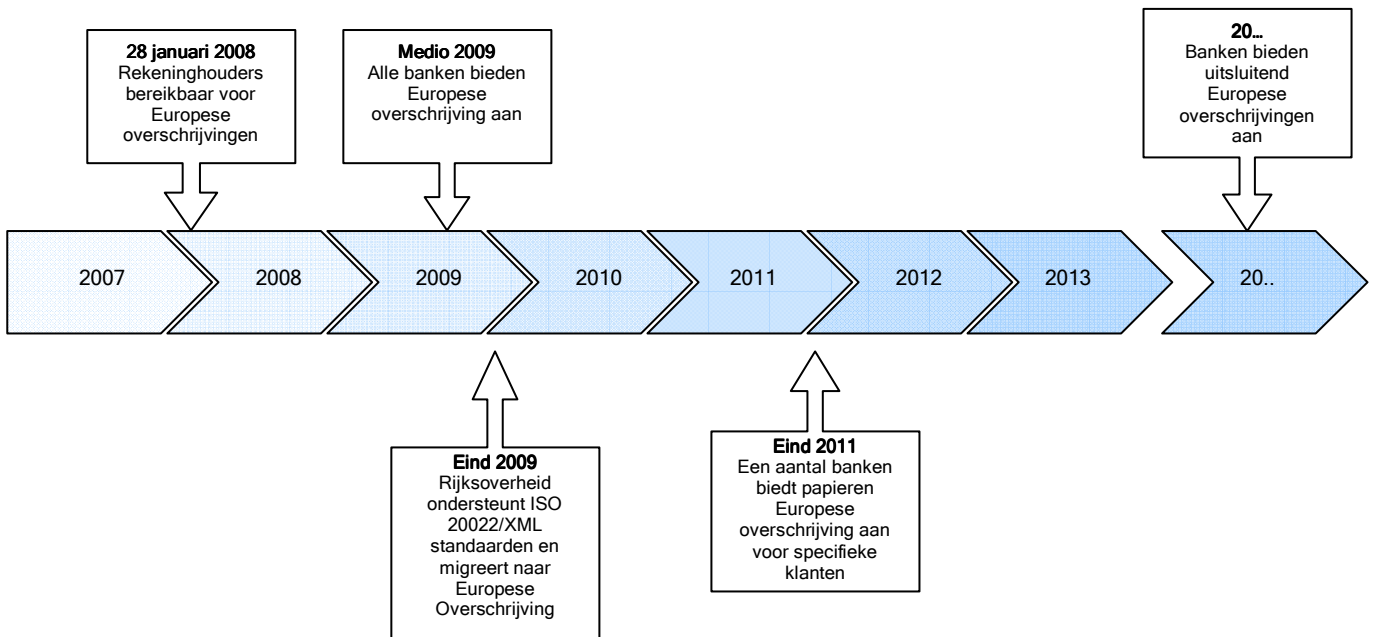 28 januari 2008
Rekeninghouders
bereikbaar voor
Europese
overschrijvingen
Medio 2009
Alle banken bieden
Europese
overschrijving aan
20...
Banken bieden
uitsluitend
Europese
overschrijvingen
aan
2007
2008
2009
2010
2011
2012
2013
20..
Eind 2009
Rijksoverheid
ondersteunt ISO
20022/XML
standaarden en
migreert naar
Europese
Overschrijving
Eind 2011
Een aantal banken
biedt papieren
Europese
overschrijving aan
voor specifieke
klanten